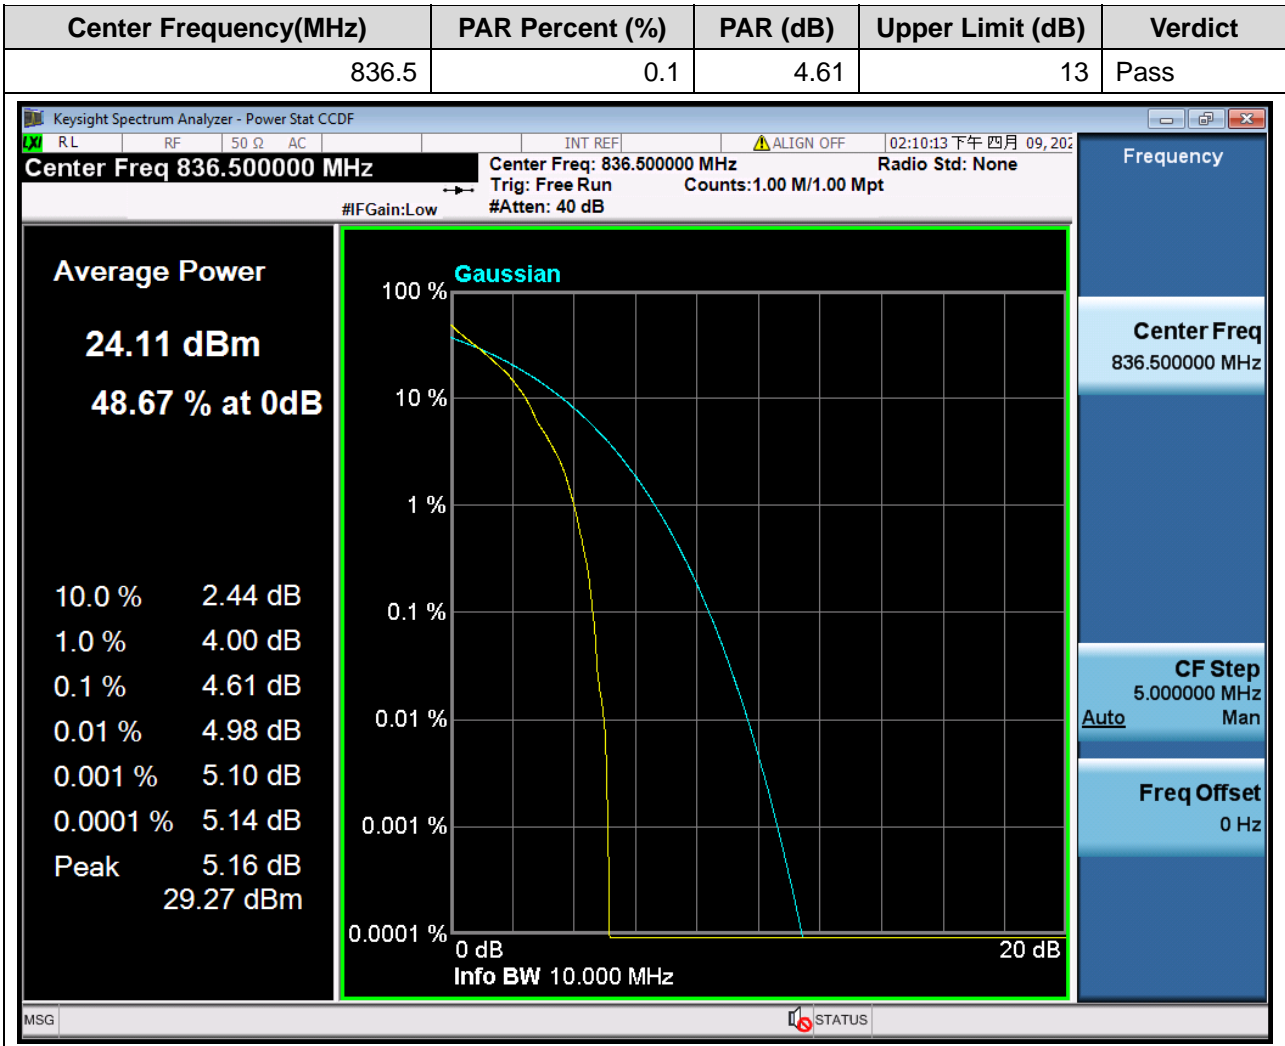 Center Frequency(MHz) PAR Percent (%) PAR (dB) Upper Limit (dB) Verdict
836.5 0.1 4.61 13 Pass
Keysight Spectrum Analyzer - Power Stat CCDF
LXI RL RF 50 Ω AC INT REF ALIGN OFF 02:10:13 下午 四月 09, 202
Center Freq 836.500000 MHz
Center Freq: 836.500000 MHz Radio Std: None
Trig: Free Run Counts:1.00 M/1.00 Mpt
#IFGain:Low #Atten: 40 dB
Average Power
24.11 dBm
48.67 % at 0dB
10.0 % 2.44 dB
1.0 % 4.00 dB
0.1 % 4.61 dB
0.01 % 4.98 dB
0.001 % 5.10 dB
0.0001 % 5.14 dB
Peak 5.16 dB
29.27 dBm
Gaussian
100 %
10 %
1 %
0.1 %
0.01 %
0.001 %
0.0001 %
0 dB 20 dB
Info BW 10.000 MHz
Frequency
Center Freq
836.500000 MHz
CF Step
5.000000 MHz
Auto Man
Freq Offset
0 Hz
MSG STATUS